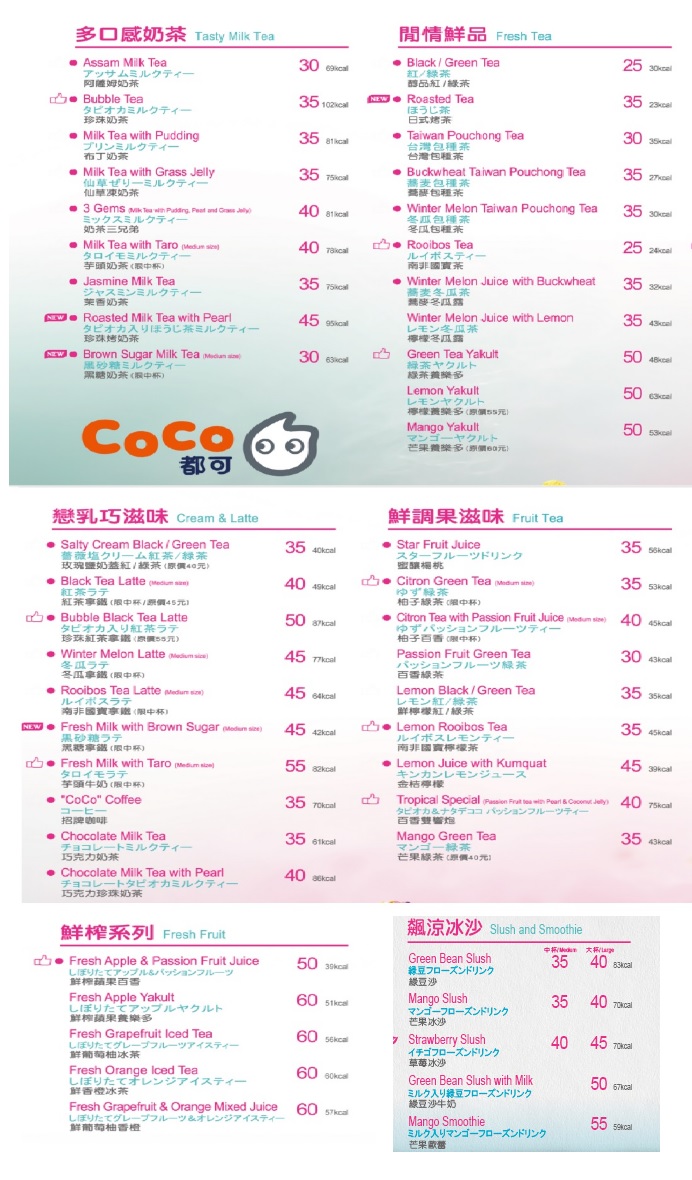 多口感奶茶 Tasty Milk Tea
Assam Milk Tea 30 69kcal
アッサムミルクティー
阿薩姆奶茶
Bubble Tea 35 102kcal
タピオカミルクティー
珍珠奶茶
Milk Tea with Pudding 35 81kcal
プリンミルクティー
布丁奶茶
Milk Tea with Grass Jelly 35 75kcal
仙草ぜりーミルクティー
仙草凍奶茶
3 Gems (Milk Tea with Pudding, Pearl and Grass Jelly) 40 81kcal
ミックスミルクティー
奶茶三兄弟
Milk Tea with Taro (Medium size) 40 78kcal
タロイモミルクティー
芋頭奶茶(限中杯)
Jasmine Milk Tea 35 75kcal
ジャスミンミルクティー
茉香奶茶
NEW Roasted Milk Tea with Pearl 45 95kcal
タピオカ入りほうじ茶ミルクティー
珍珠烤奶茶
NEW Brown Sugar Milk Tea (Medium size) 30 63kcal
黒砂糖ミルクティー
黑糖奶茶(限中杯)
CoCo
都可
閒情鮮品 Fresh Tea
Black / Green Tea 25 30kcal
紅/緑茶
醇品紅/綠茶
NEW Roasted Tea 35 23kcal
ほうじ茶
日式烤茶
Taiwan Pouchong Tea 30 35kcal
台灣包種茶
台灣包種茶
Buckwheat Taiwan Pouchong Tea 35 27kcal
蕎麦包種茶
蕎麥包種茶
Winter Melon Taiwan Pouchong Tea 35 30kcal
冬瓜包種茶
冬瓜包種茶
Rooibos Tea 25 24kcal
ルイボスティー
南非國寶茶
Winter Melon Juice with Buckwheat 35 32kcal
蕎麦冬瓜茶
蕎麥冬瓜露
Winter Melon Juice with Lemon 35 43kcal
レモン冬瓜茶
檸檬冬瓜露
Green Tea Yakult 50 48kcal
緑茶ヤクルト
綠茶養樂多
Lemon Yakult 50 63kcal
レモンヤクルト
檸檬養樂多(原價55元)
Mango Yakult 50 53kcal
マンゴーヤクルト
芒果養樂多(原價60元)
戀乳巧滋味 Cream & Latte
Salty Cream Black / Green Tea 35 40kcal
薔薇塩クリーム紅茶/緑茶
玫瑰鹽奶蓋紅/綠茶(原價40元)
Black Tea Latte (Medium size) 40 49kcal
紅茶ラテ
紅茶拿鐵(限中杯/原價45元)
Bubble Black Tea Latte 50 87kcal
タピオカ入り紅茶ラテ
珍珠紅茶拿鐵(原價55元)
Winter Melon Latte (Medium size) 45 77kcal
冬瓜ラテ
冬瓜拿鐵(限中杯)
Rooibos Tea Latte (Medium size) 45 64kcal
ルイボスラテ
南非國寶拿鐵(限中杯)
NEW Fresh Milk with Brown Sugar (Medium size) 45 42kcal
黒砂糖ラテ
黑糖拿鐵(限中杯)
Fresh Milk with Taro (Medium size) 55 82kcal
タロイモラテ
芋頭牛奶(限中杯)
"CoCo" Coffee 35 70kcal
コーヒー
招牌咖啡
Chocolate Milk Tea 35 61kcal
チョコレートミルクティー
巧克力奶茶
Chocolate Milk Tea with Pearl 40 86kcal
チョコレートタピオカミルクティー
巧克力珍珠奶茶
鮮調果滋味 Fruit Tea
Star Fruit Juice 35 56kcal
スターフルーツドリンク
蜜釀楊桃
Citron Green Tea (Medium size) 35 53kcal
ゆず緑茶
柚子綠茶(限中杯)
Citron Tea with Passion Fruit Juice (Medium size) 40 45kcal
ゆずパッションフルーツティー
柚子百香(限中杯)
Passion Fruit Green Tea 30 43kcal
パッションフルーツ緑茶
百香綠茶
Lemon Black / Green Tea 35 35kcal
レモン紅/緑茶
鮮檸檬紅/綠茶
Lemon Rooibos Tea 35 45kcal
ルイボスレモンティー
南非國寶檸檬茶
Lemon Juice with Kumquat 45 39kcal
キンカンレモンジュース
金桔檸檬
Tropical Special (Passion Fruit tea with Pearl & Coconut Jelly) 40 75kcal
タピオカ&ナタデココ パッションフルーツティー
百香雙響炮
Mango Green Tea 35 43kcal
マンゴー緑茶
芒果綠茶(原價40元)
鮮榨系列 Fresh Fruit
Fresh Apple & Passion Fruit Juice 50 39kcal
しぼりたてアップル&パッションフルーツ
鮮榨蘋果百香
Fresh Apple Yakult 60 51kcal
しぼりたてアップルヤクルト
鮮榨蘋果養樂多
Fresh Grapefruit Iced Tea 60 56kcal
しぼりたてグレープフルーツアイスティー
鮮葡萄柚冰茶
Fresh Orange Iced Tea 60 60kcal
しぼりたてオレンジアイスティー
鮮香橙冰茶
Fresh Grapefruit & Orange Mixed Juice 60 57kcal
しぼりたてグレープフルーツ&オレンジアイスティー
鮮葡萄柚香橙
飆涼冰沙 Slush and Smoothie
中杯/Medium 大杯/Large
Green Bean Slush 35 40 83kcal
緑豆フローズンドリンク
綠豆沙
Mango Slush 35 40 70kcal
マンゴーフローズンドリンク
芒果冰沙
Strawberry Slush 40 45 70kcal
イチゴフローズンドリンク
草莓冰沙
Green Bean Slush with Milk 50 67kcal
ミルク入り緑豆フローズンドリンク
綠豆沙牛奶
Mango Smoothie 55 59kcal
ミルク入りマンゴーフローズンドリンク
芒果歡蕾